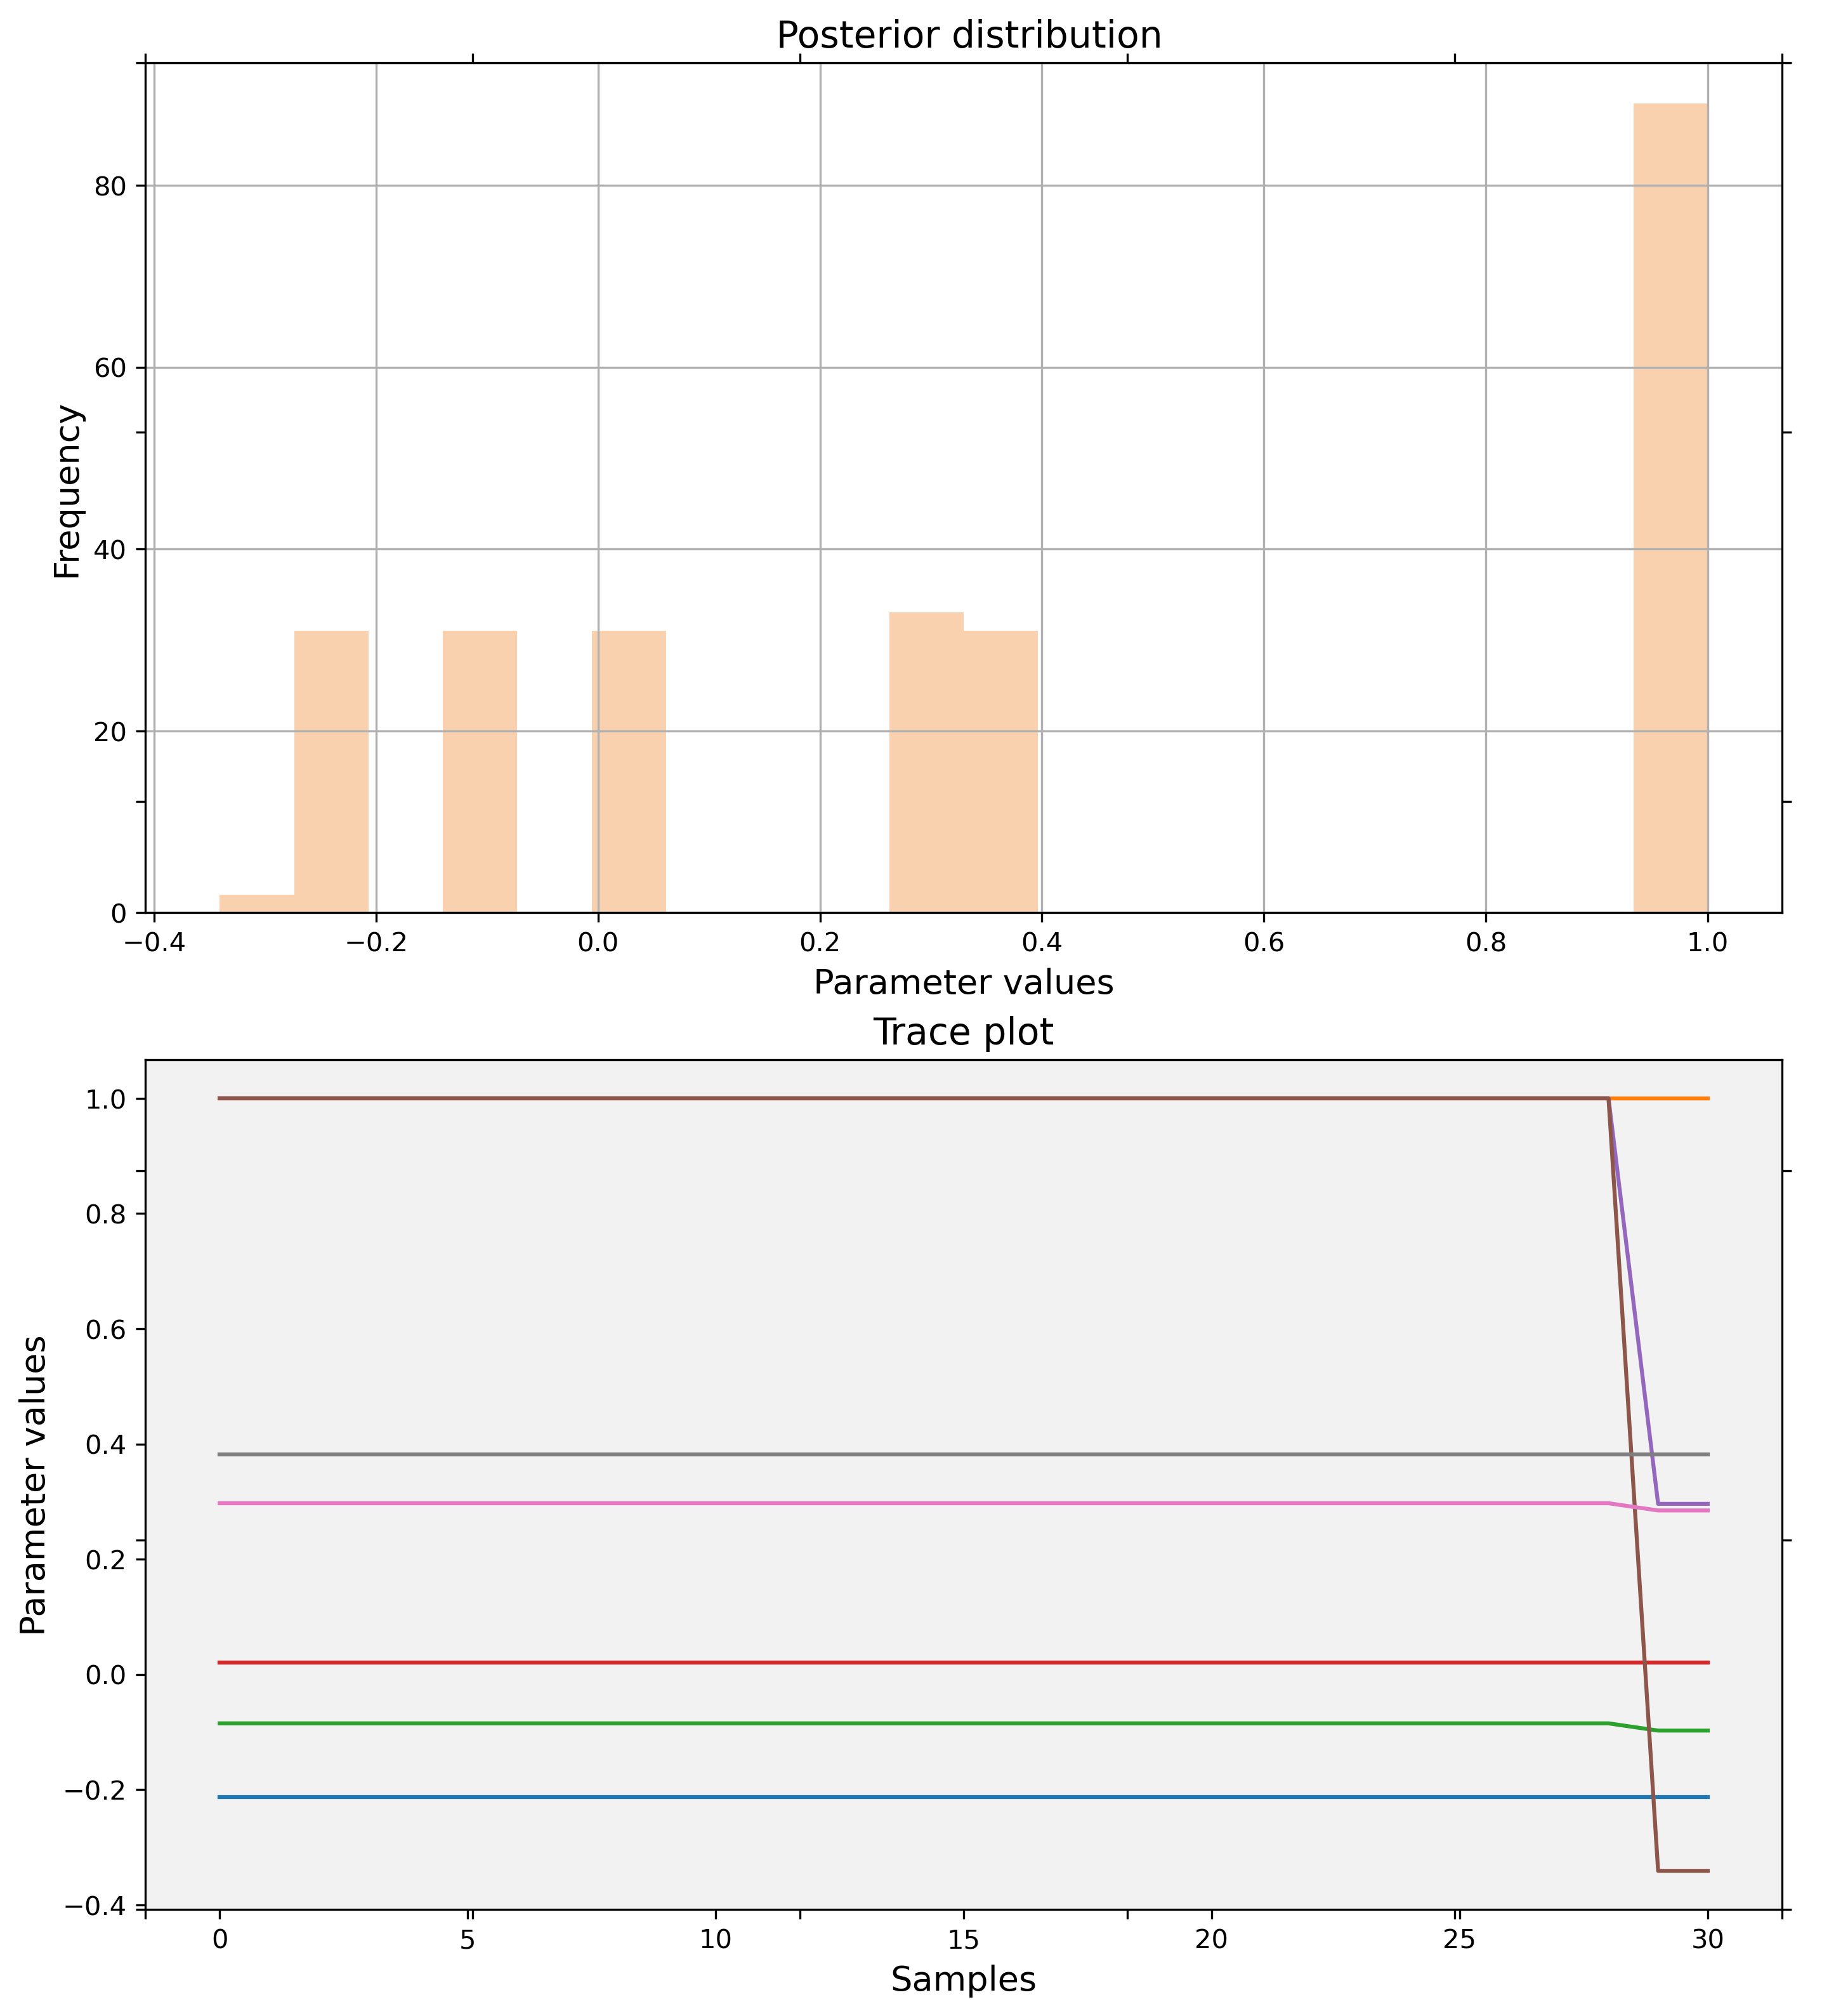 Posterior distribution
80
60
40
20
0
Frequency
−0.4 −0.2 0.0 0.2 0.4 0.6 0.8 1.0
Parameter values
Trace plot
1.0
0.8
0.6
0.4
0.2
0.0
−0.2
−0.4
Parameter values
0 5 10 15 20 25 30
Samples